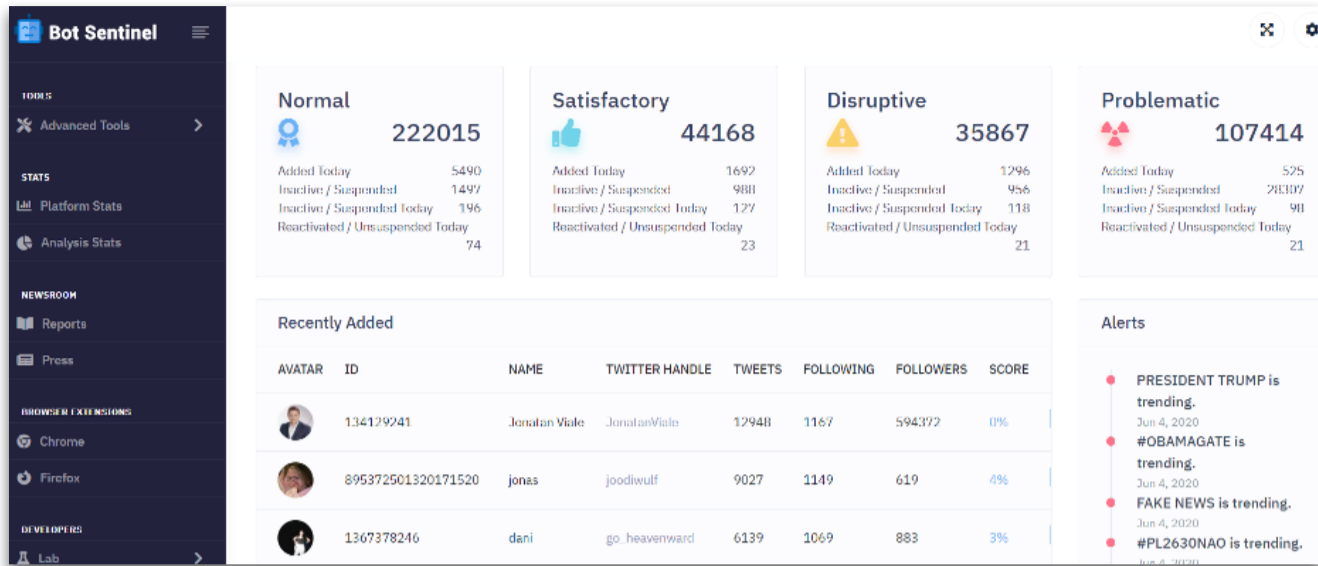 Bot Sentinel
TOOLS
Advanced Tools
STATS
Platform Stats
Analysis Stats
NEWSROOM
Reports
Press
BROWSER EXTENSIONS
Chrome
Firefox
DEVELOPERS
Lab
Normal
222015
Added Today 5490
Inactive / Suspended 1497
Inactive / Suspended Today 196
Reactivated / Unsuspended Today
74
Satisfactory
44168
Added Today 1692
Inactive / Suspended 988
Inactive / Suspended Today 127
Reactivated / Unsuspended Today
23
Disruptive
35867
Added Today 1296
Inactive / Suspended 956
Inactive / Suspended Today 118
Reactivated / Unsuspended Today
21
Problematic
107414
Added Today 525
Inactive / Suspended 28307
Inactive / Suspended Today 98
Reactivated / Unsuspended Today
21
Recently Added
AVATAR ID NAME TWITTER HANDLE TWEETS FOLLOWING FOLLOWERS SCORE
134129241 Jonatan Viale JonatanViale 12948 1167 594372 0%
895372501320171520 jonas joodiwulf 9027 1149 619 4%
1367378246 dani go_heavenward 6139 1069 883 3%
Alerts
PRESIDENT TRUMP is
trending.
Jun 4, 2020
#OBAMAGATE is
trending.
Jun 4, 2020
FAKE NEWS is trending.
Jun 4, 2020
#PL2630NAO is trending.
Jun 4, 2020